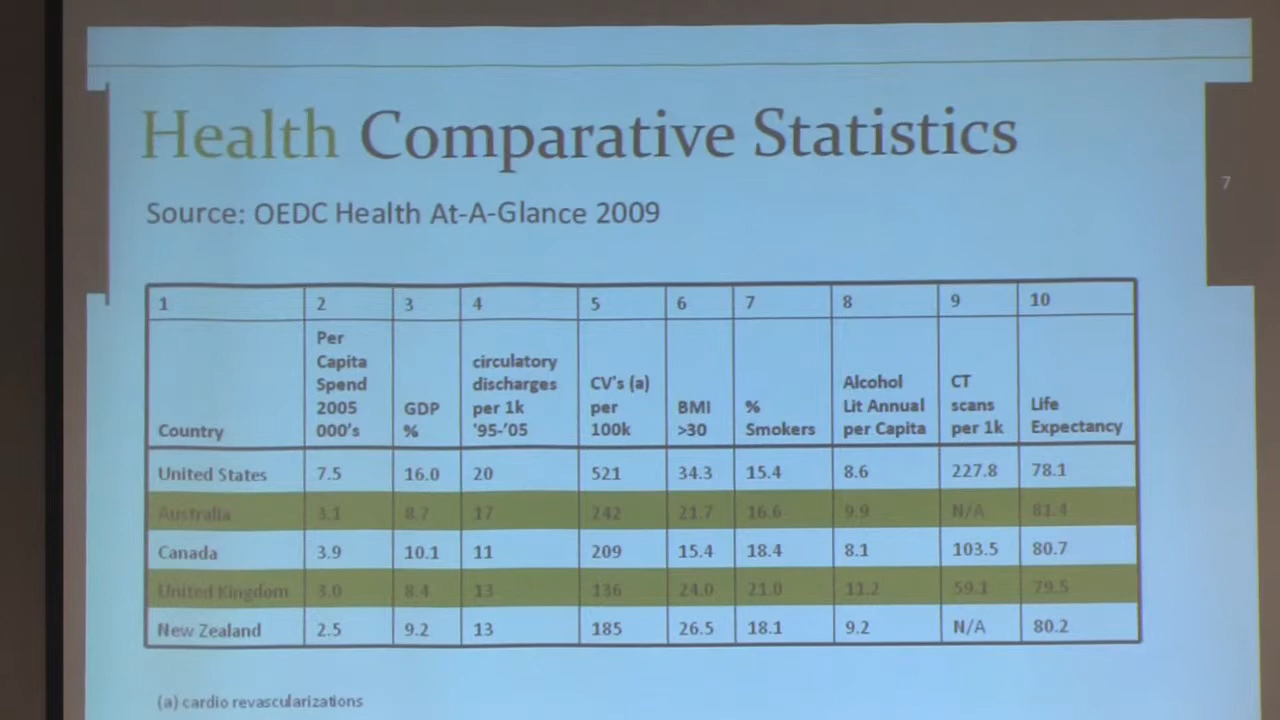 Health Comparative Statistics
7
Source: OEDC Health At-A-Glance 2009
1 2 3 4 5 6 7 8 9 10
Country Per Capita Spend 2005 000's GDP % circulatory discharges per 1k '95-'05 CV's (a) per 100k BMI >30 % Smokers Alcohol Lit Annual per Capita CT scans per 1k Life Expectancy
United States 7.5 16.0 20 521 34.3 15.4 8.6 227.8 78.1
Australia 3.1 8.7 17 242 21.7 16.6 9.9 N/A 81.4
Canada 3.9 10.1 11 209 15.4 18.4 8.1 103.5 80.7
United Kingdom 3.0 8.4 13 136 24.0 21.0 11.2 59.1 79.5
New Zealand 2.5 9.2 13 185 26.5 18.1 9.2 N/A 80.2
(a) cardio revascularizations